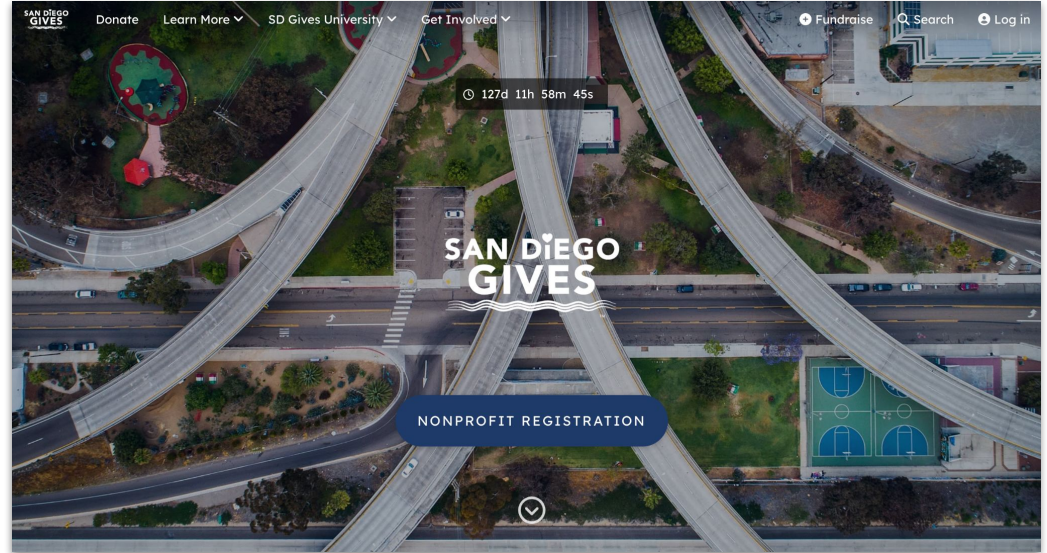 SAN DiEGO
GIVES
Donate
Learn More
SD Gives University
Get Involved
Fundraise
Search
Log in
127d 11h 58m 45s
SAN DiEGO
GIVES
NONPROFIT REGISTRATION